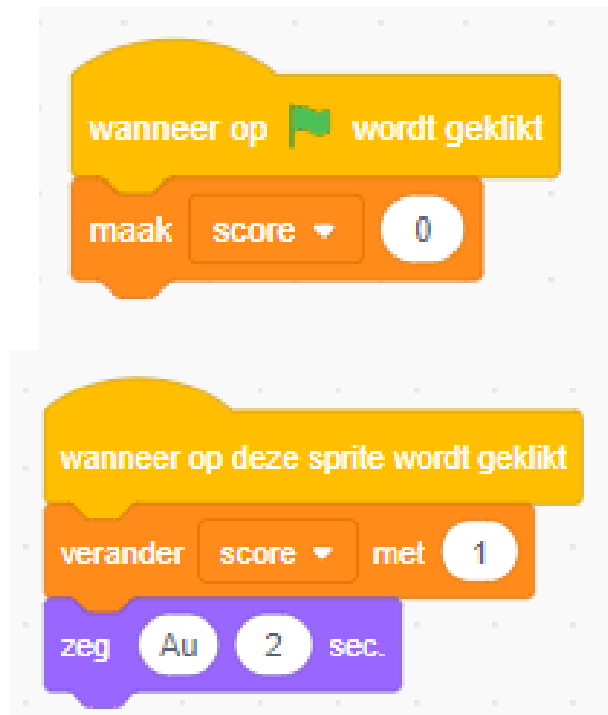 wanneer op wordt geklikt
maak score 0
wanneer op deze sprite wordt geklikt
verander score met 1
zeg Au 2 sec.